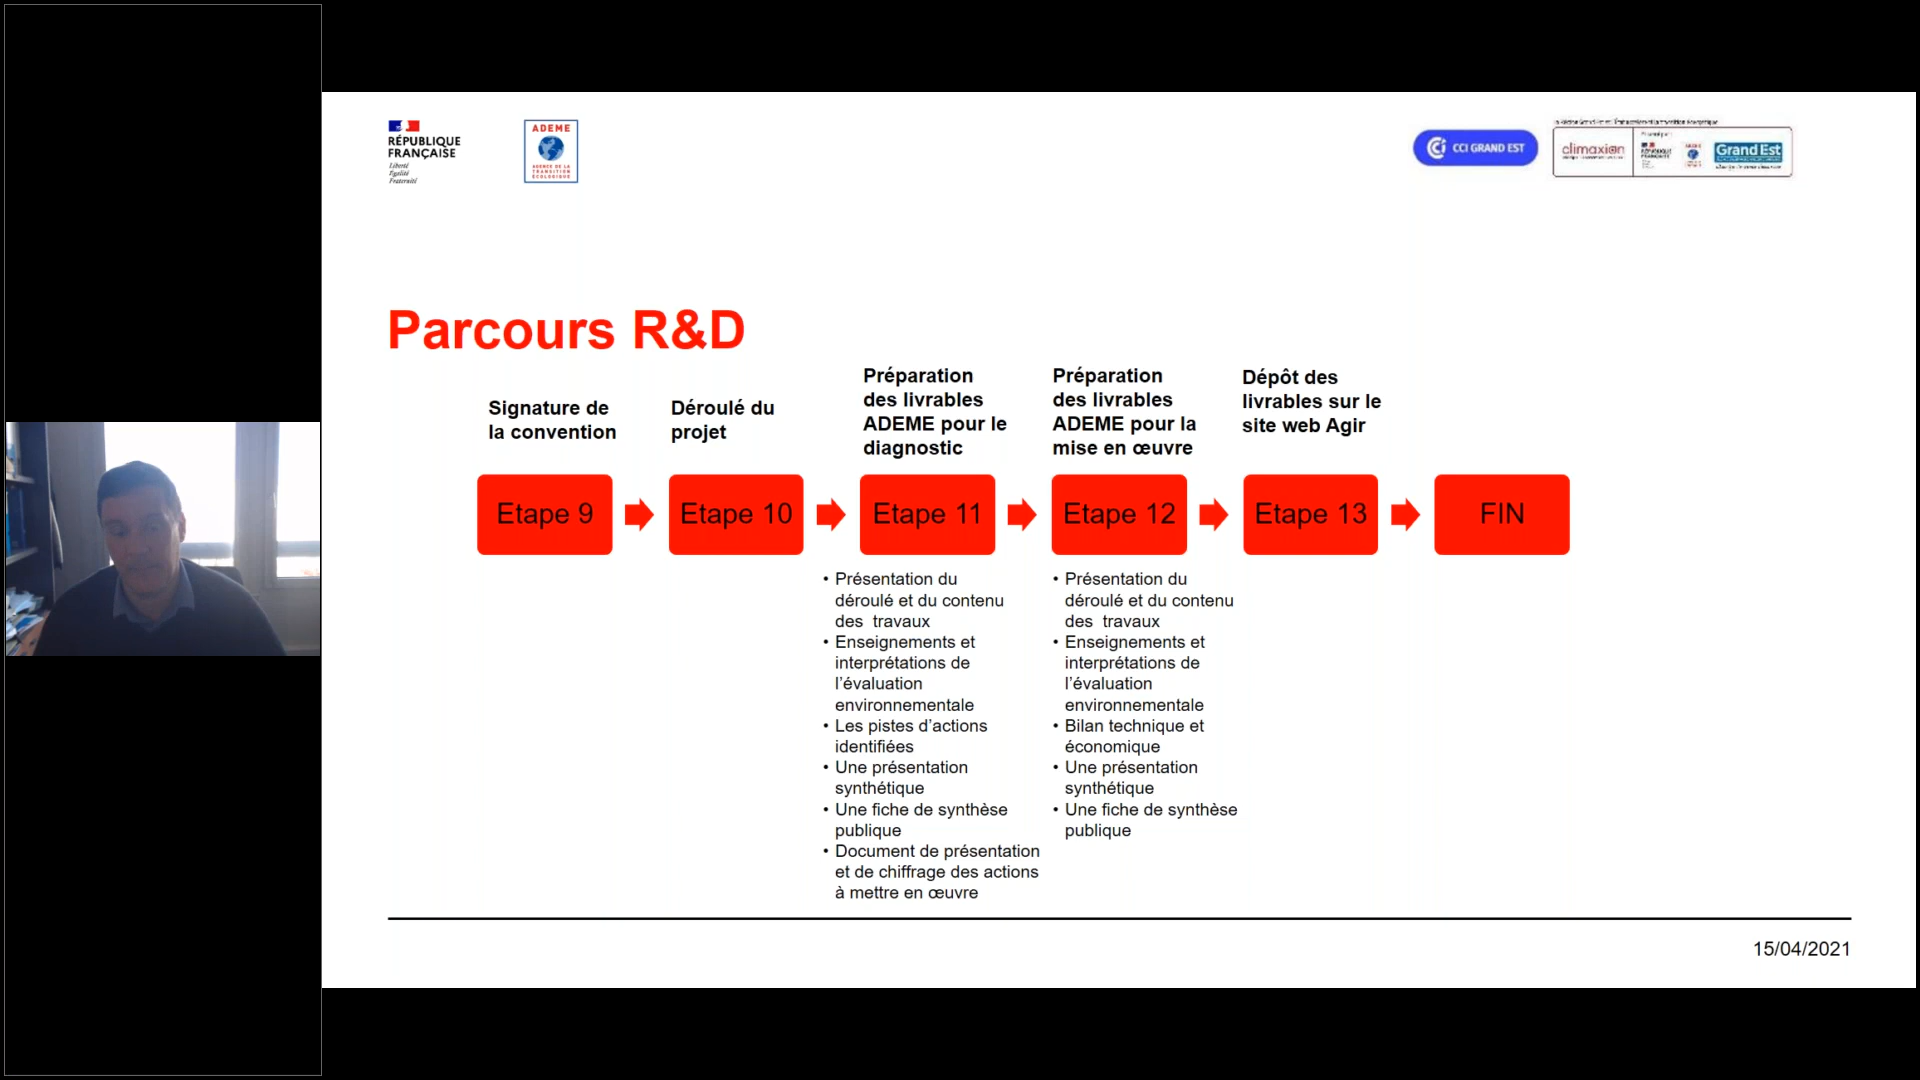 RÉPUBLIQUE
FRANÇAISE
Liberté
Égalité
Fraternité
ADEME
AGENCE DE LA
TRANSITION
ÉCOLOGIQUE
CCI GRAND EST
climaxion
RÉPUBLIQUE
FRANÇAISE
Grand Est
Parcours R&D
Signature de
la convention
Déroulé du
projet
Préparation
des livrables
ADEME pour le
diagnostic
Préparation
des livrables
ADEME pour la
mise en œuvre
Dépôt des
livrables sur le
site web Agir
Etape 9
Etape 10
Etape 11
Etape 12
Etape 13
FIN
• Présentation du
déroulé et du contenu
des travaux
• Enseignements et
interprétations de
l’évaluation
environnementale
• Les pistes d’actions
identifiées
• Une présentation
synthétique
• Une fiche de synthèse
publique
• Document de présentation
et de chiffrage des actions
à mettre en œuvre
• Présentation du
déroulé et du contenu
des travaux
• Enseignements et
interprétations de
l’évaluation
environnementale
• Bilan technique et
économique
• Une présentation
synthétique
• Une fiche de synthèse
publique
15/04/2021